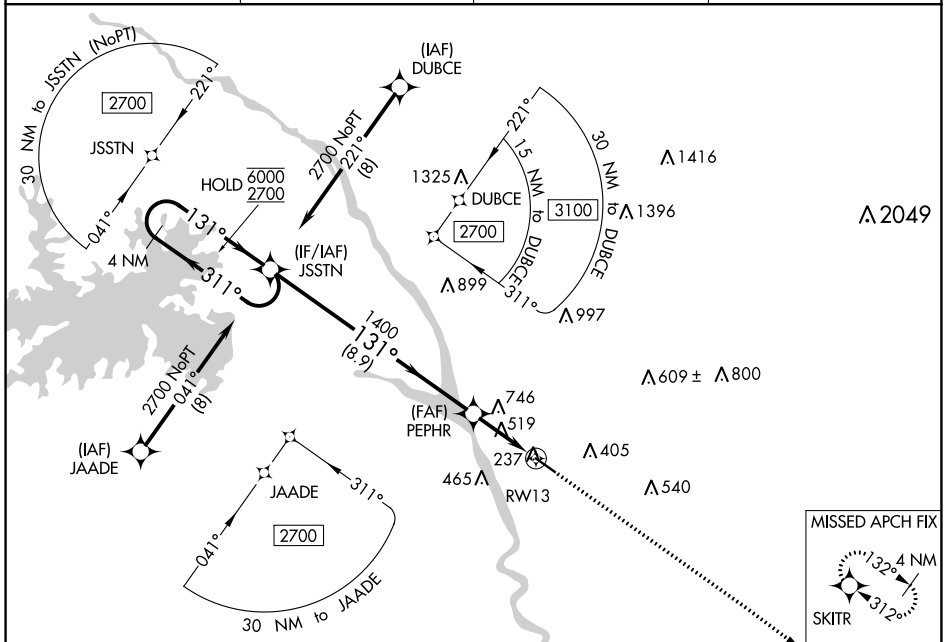 30 NM to JSSTN (NoPT)
2700
221°
JSSTN
041°
(IAF)
DUBCE
2700 NoPT
221°
(8)
HOLD 6000
2700
131°
4 NM
311°
(IF/IAF)
JSSTN
221°
15 NM to DUBCE
30 NM to DUBCE
1325
DUBCE
2700
3100
311°
1416
1396
2049
899
997
1400
131°
(8.9)
2700 NoPT
041°
(8)
(IAF)
JAADE
(FAF)
PEPHR
746
519
237
465
RW13
609 ±
800
405
540
JAADE
311°
041°
2700
30 NM to JAADE
MISSED APCH FIX
132°
4 NM
312°
SKITR